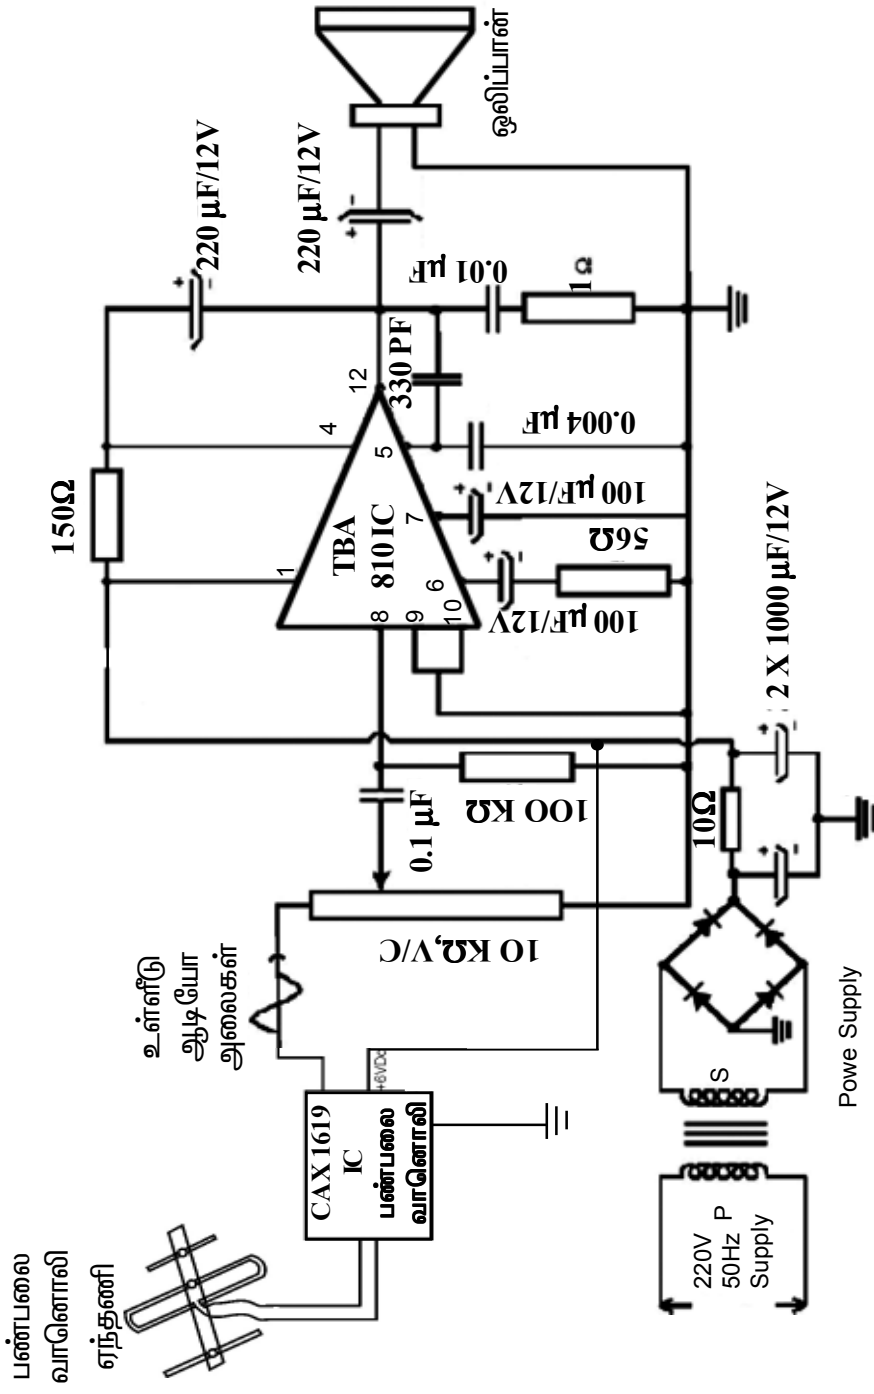 பண்பலை
வானொலி
ஏந்தணி
உள்ளீடு
ஆடியோ
அலைகள்
CAX 1619
IC
பண்பலை
வானொலி
+6VDc
10 KΩ,V/C
0.1 µF
100 KΩ
150Ω
TBA
810 IC
1
4
5
6
7
8
9
10
12
220 µF/12V
220 µF/12V
ஒலிப்பான்
330 PF
0.01 µF
1Ω
0.004 µF
100 µF/12V
56Ω
100 µF/12V
2 X 1000 µF/12V
10Ω
220V
50Hz P
Supply
S
Powe Supply